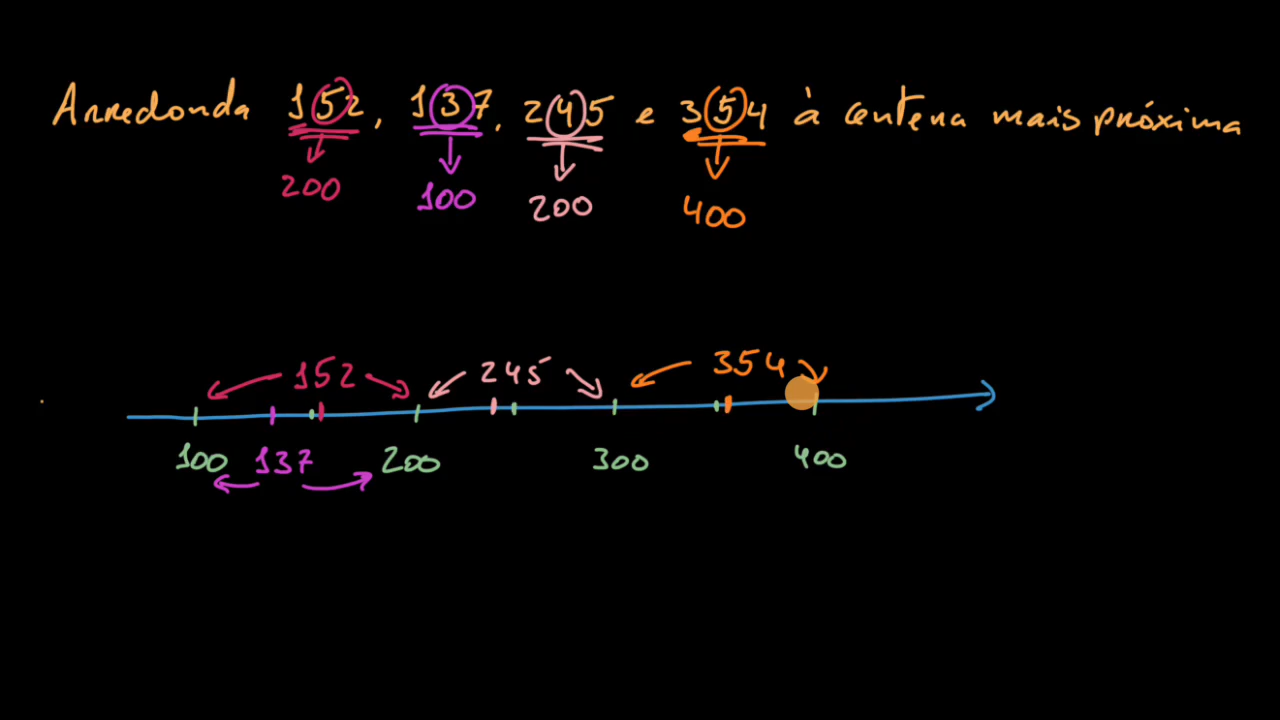 Arredonda 152, 137, 245 e 354 à centena mais próxima
200 100 200 400
152 245 354
100 137 200 300 400